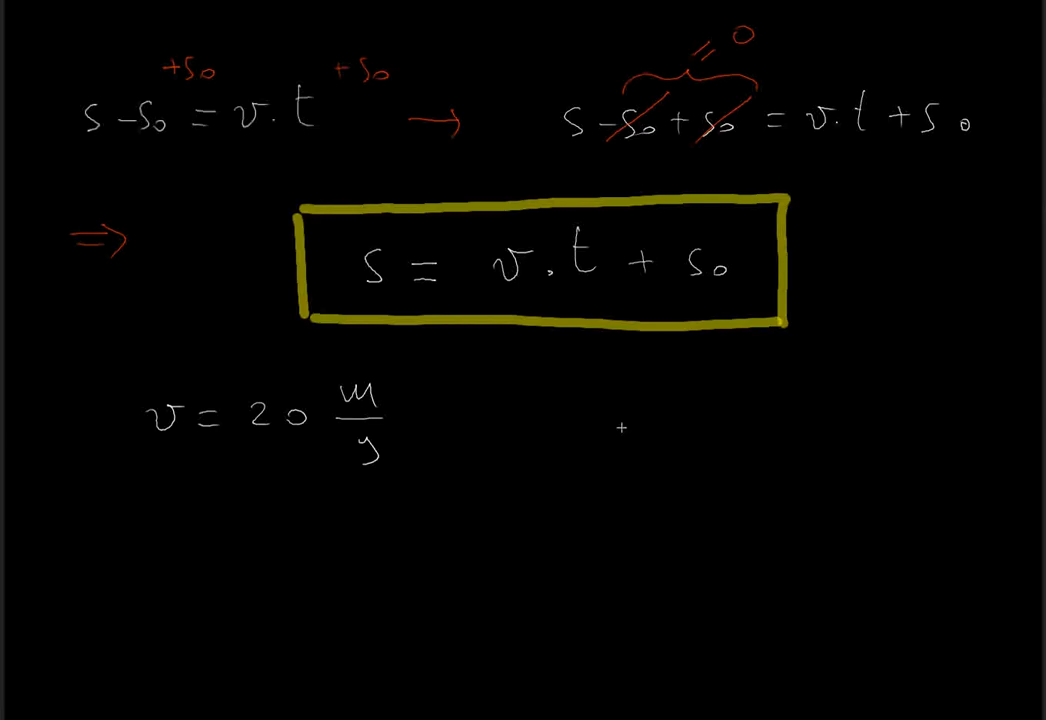 +s₀ +s₀ = 0
s - s₀ = v. t → s - s₀ + s₀ = v. t + s₀
⇒ s = v. t + s₀
v = 20 m/y